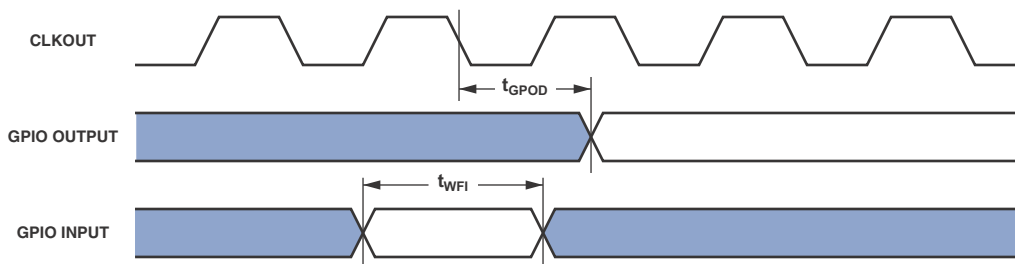 CLKOUT
tGPOD
GPIO OUTPUT
tWFI
GPIO INPUT